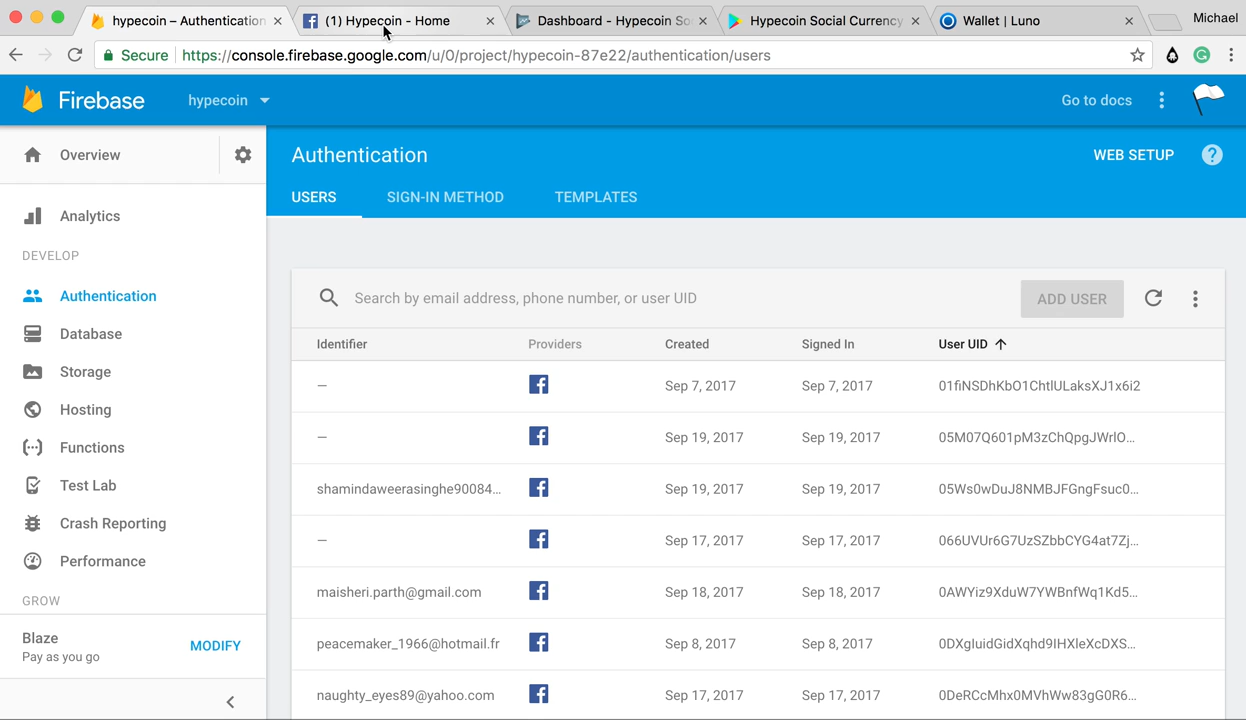 hypecoin – Authentication
(1) Hypecoin - Home
Dashboard - Hypecoin So
Hypecoin Social Currency
Wallet | Luno
Michael
Secure
https://console.firebase.google.com/u/0/project/hypecoin-87e22/authentication/users
Firebase
hypecoin
Go to docs
Overview
Authentication
WEB SETUP
?
USERS
SIGN-IN METHOD
TEMPLATES
Analytics
DEVELOP
Authentication
Database
Storage
Hosting
Functions
Test Lab
Crash Reporting
Performance
GROW
Blaze
Pay as you go
MODIFY
Search by email address, phone number, or user UID
ADD USER
Identifier Providers Created Signed In User UID
— Sep 7, 2017 Sep 7, 2017 01fiNSDhKbO1ChtlULaksXJ1x6i2
— Sep 19, 2017 Sep 19, 2017 05M07Q601pM3zChQpgJWrlO...
shamindaweerasinghe90084... Sep 19, 2017 Sep 19, 2017 05Ws0wDuJ8NMBJFGngFsuc0...
— Sep 17, 2017 Sep 17, 2017 066UVUr6G7UzSZbbCYG4at7Zj...
maisheri.parth@gmail.com Sep 18, 2017 Sep 18, 2017 0AWYiz9XduW7YWBnfWq1Kd5...
peacemaker_1966@hotmail.fr Sep 8, 2017 Sep 8, 2017 0DXgluidGidXqhd9IHXleXcDXS...
naughty_eyes89@yahoo.com Sep 17, 2017 Sep 17, 2017 0DeRCcMhx0MVhWw83gG0R6...